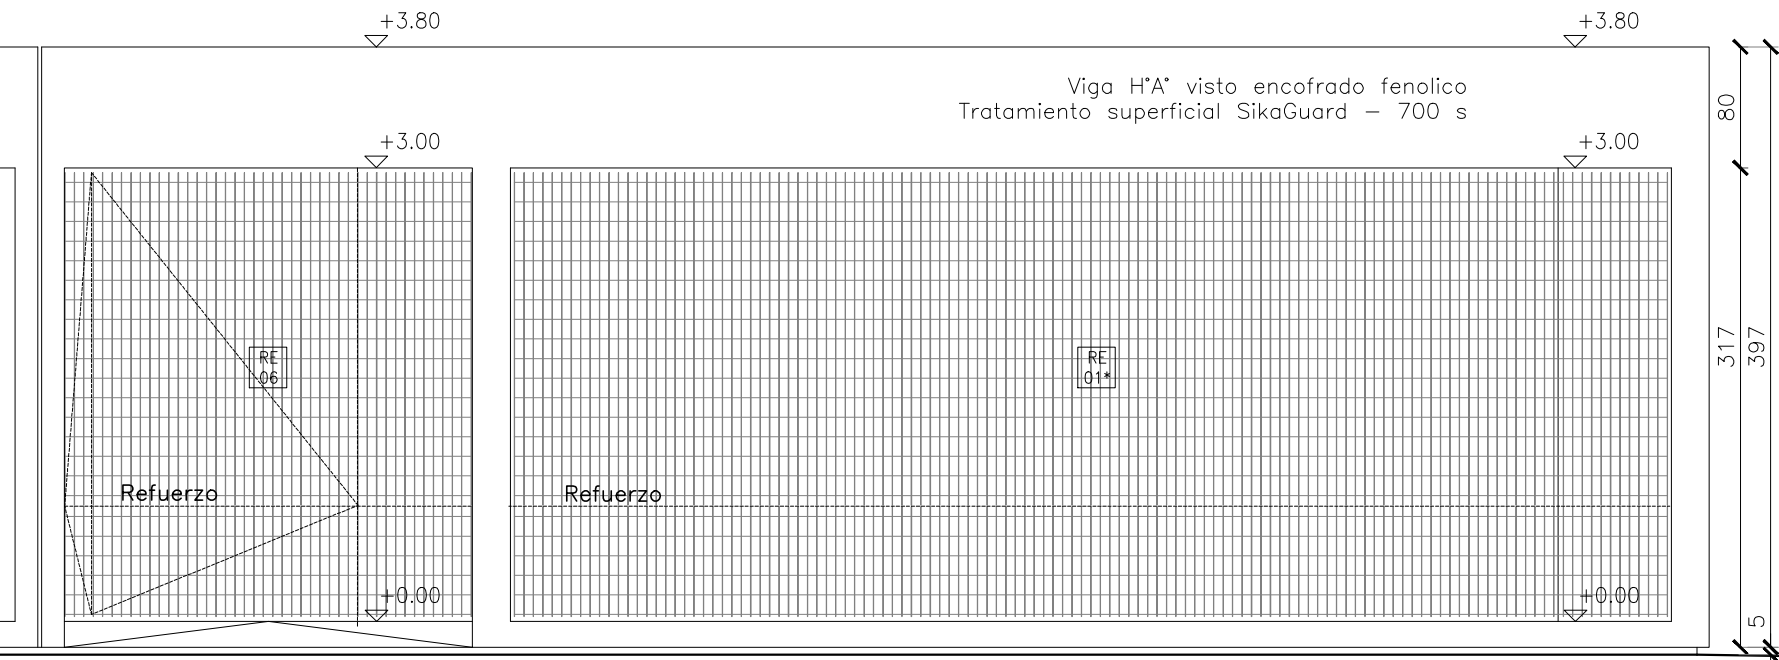 +3.80
+3.80
Viga H°A° visto encofrado fenolico
Tratamiento superficial SikaGuard – 700 s
80
+3.00
+3.00
RE
06
RE
01*
317
397
Refuerzo
Refuerzo
+0.00
+0.00
5